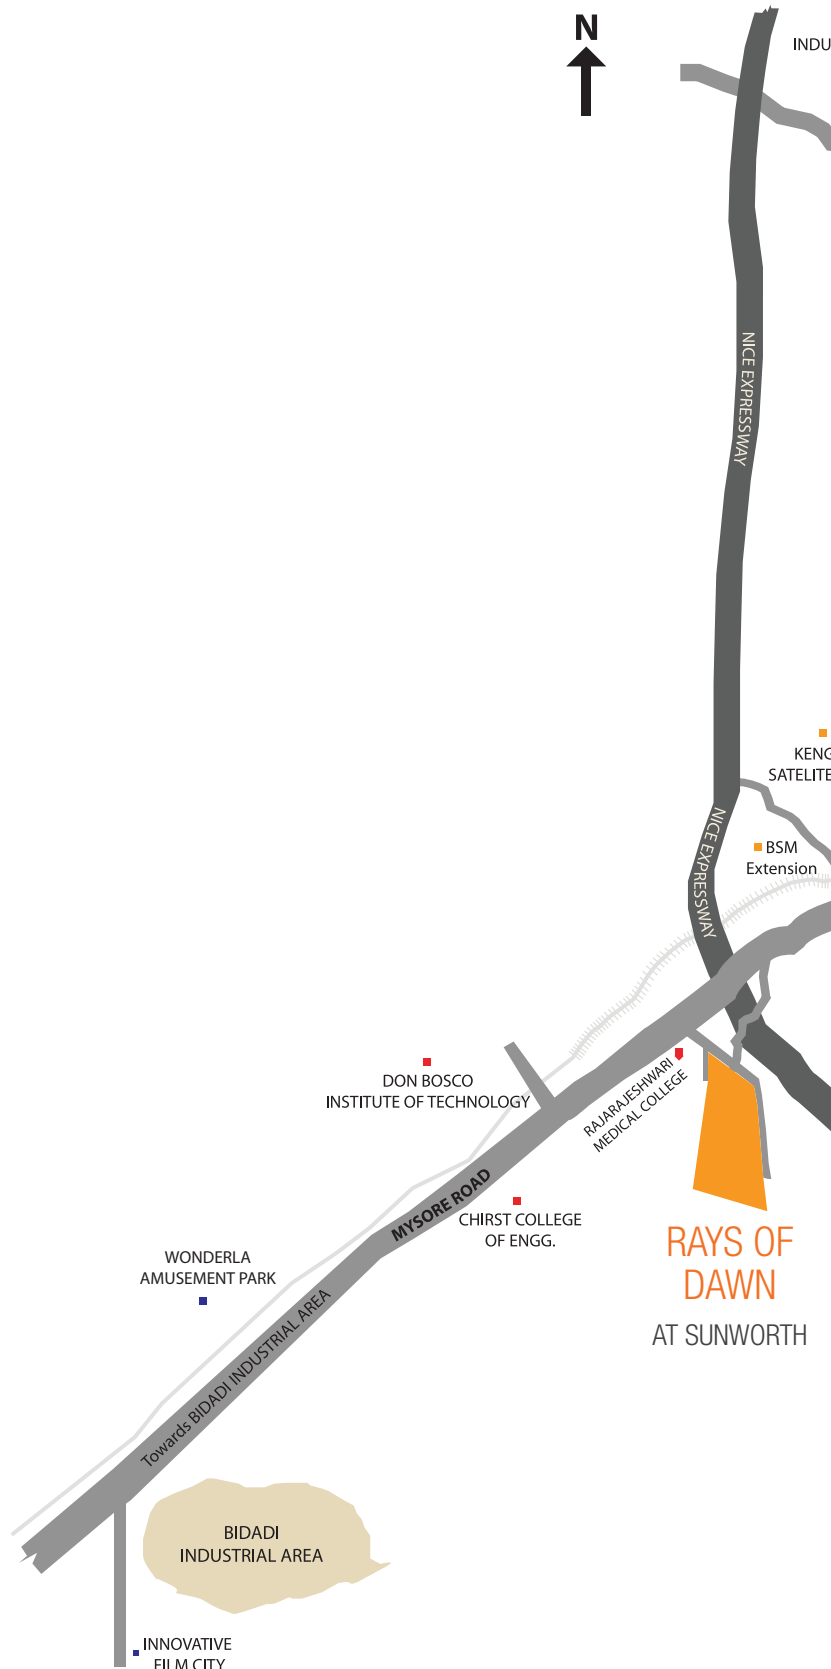 N
INDU
NICE EXPRESSWAY
KENG
SATELITE
NICE EXPRESSWAY
BSM
Extension
DON BOSCO
INSTITUTE OF TECHNOLOGY
RAJARAJESHWARI
MEDICAL COLLEGE
MYSORE ROAD
CHIRST COLLEGE
OF ENGG.
RAYS OF
DAWN
AT SUNWORTH
WONDERLA
AMUSEMENT PARK
Towards BIDADI INDUSTRIAL AREA
BIDADI
INDUSTRIAL AREA
INNOVATIVE
FILM CITY